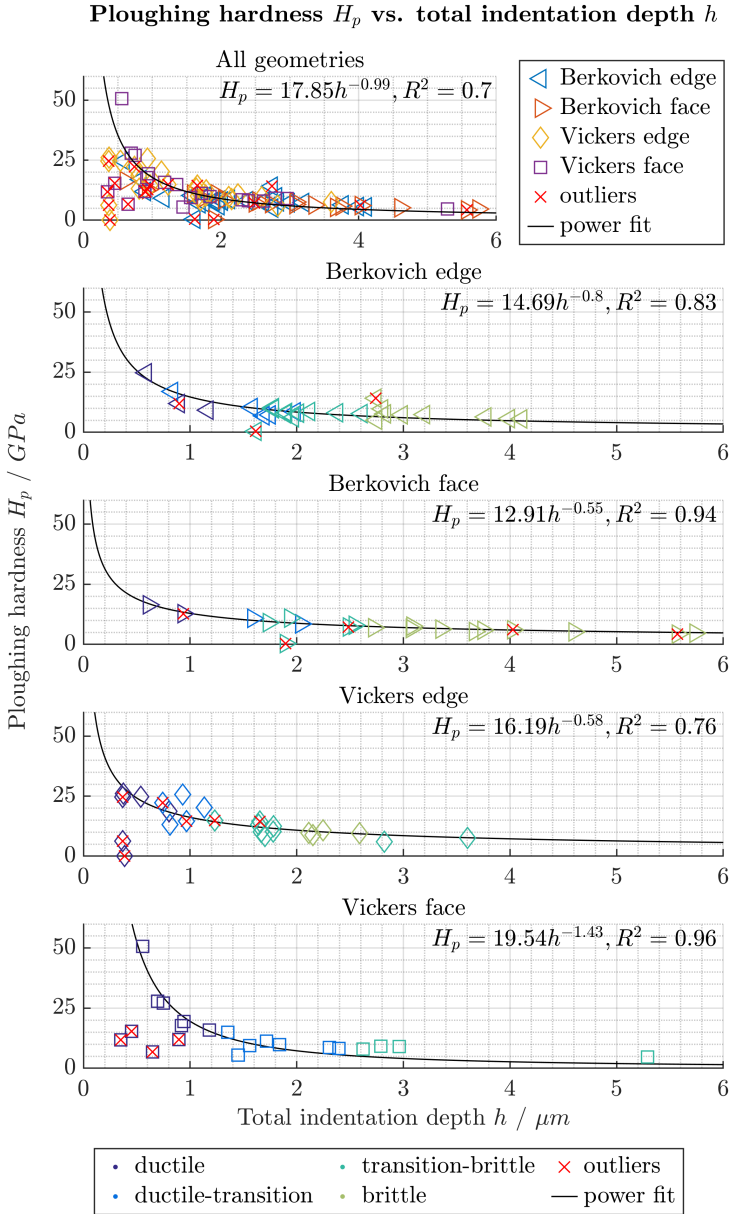 Ploughing hardness H_p vs. total indentation depth h
All geometries
H_p = 17.85h^{-0.99}, R^2 = 0.7
50
25
0
0 2 4 6
Berkovich edge
Berkovich face
Vickers edge
Vickers face
outliers
power fit
Berkovich edge
H_p = 14.69h^{-0.8}, R^2 = 0.83
50
25
0
0 1 2 3 4 5 6
Berkovich face
H_p = 12.91h^{-0.55}, R^2 = 0.94
50
25
0
0 1 2 3 4 5 6
Vickers edge
H_p = 16.19h^{-0.58}, R^2 = 0.76
50
25
0
0 1 2 3 4 5 6
Vickers face
H_p = 19.54h^{-1.43}, R^2 = 0.96
50
25
0
0 1 2 3 4 5 6
Ploughing hardness H_p / GPa
Total indentation depth h / μm
ductile transition-brittle outliers
ductile-transition brittle power fit